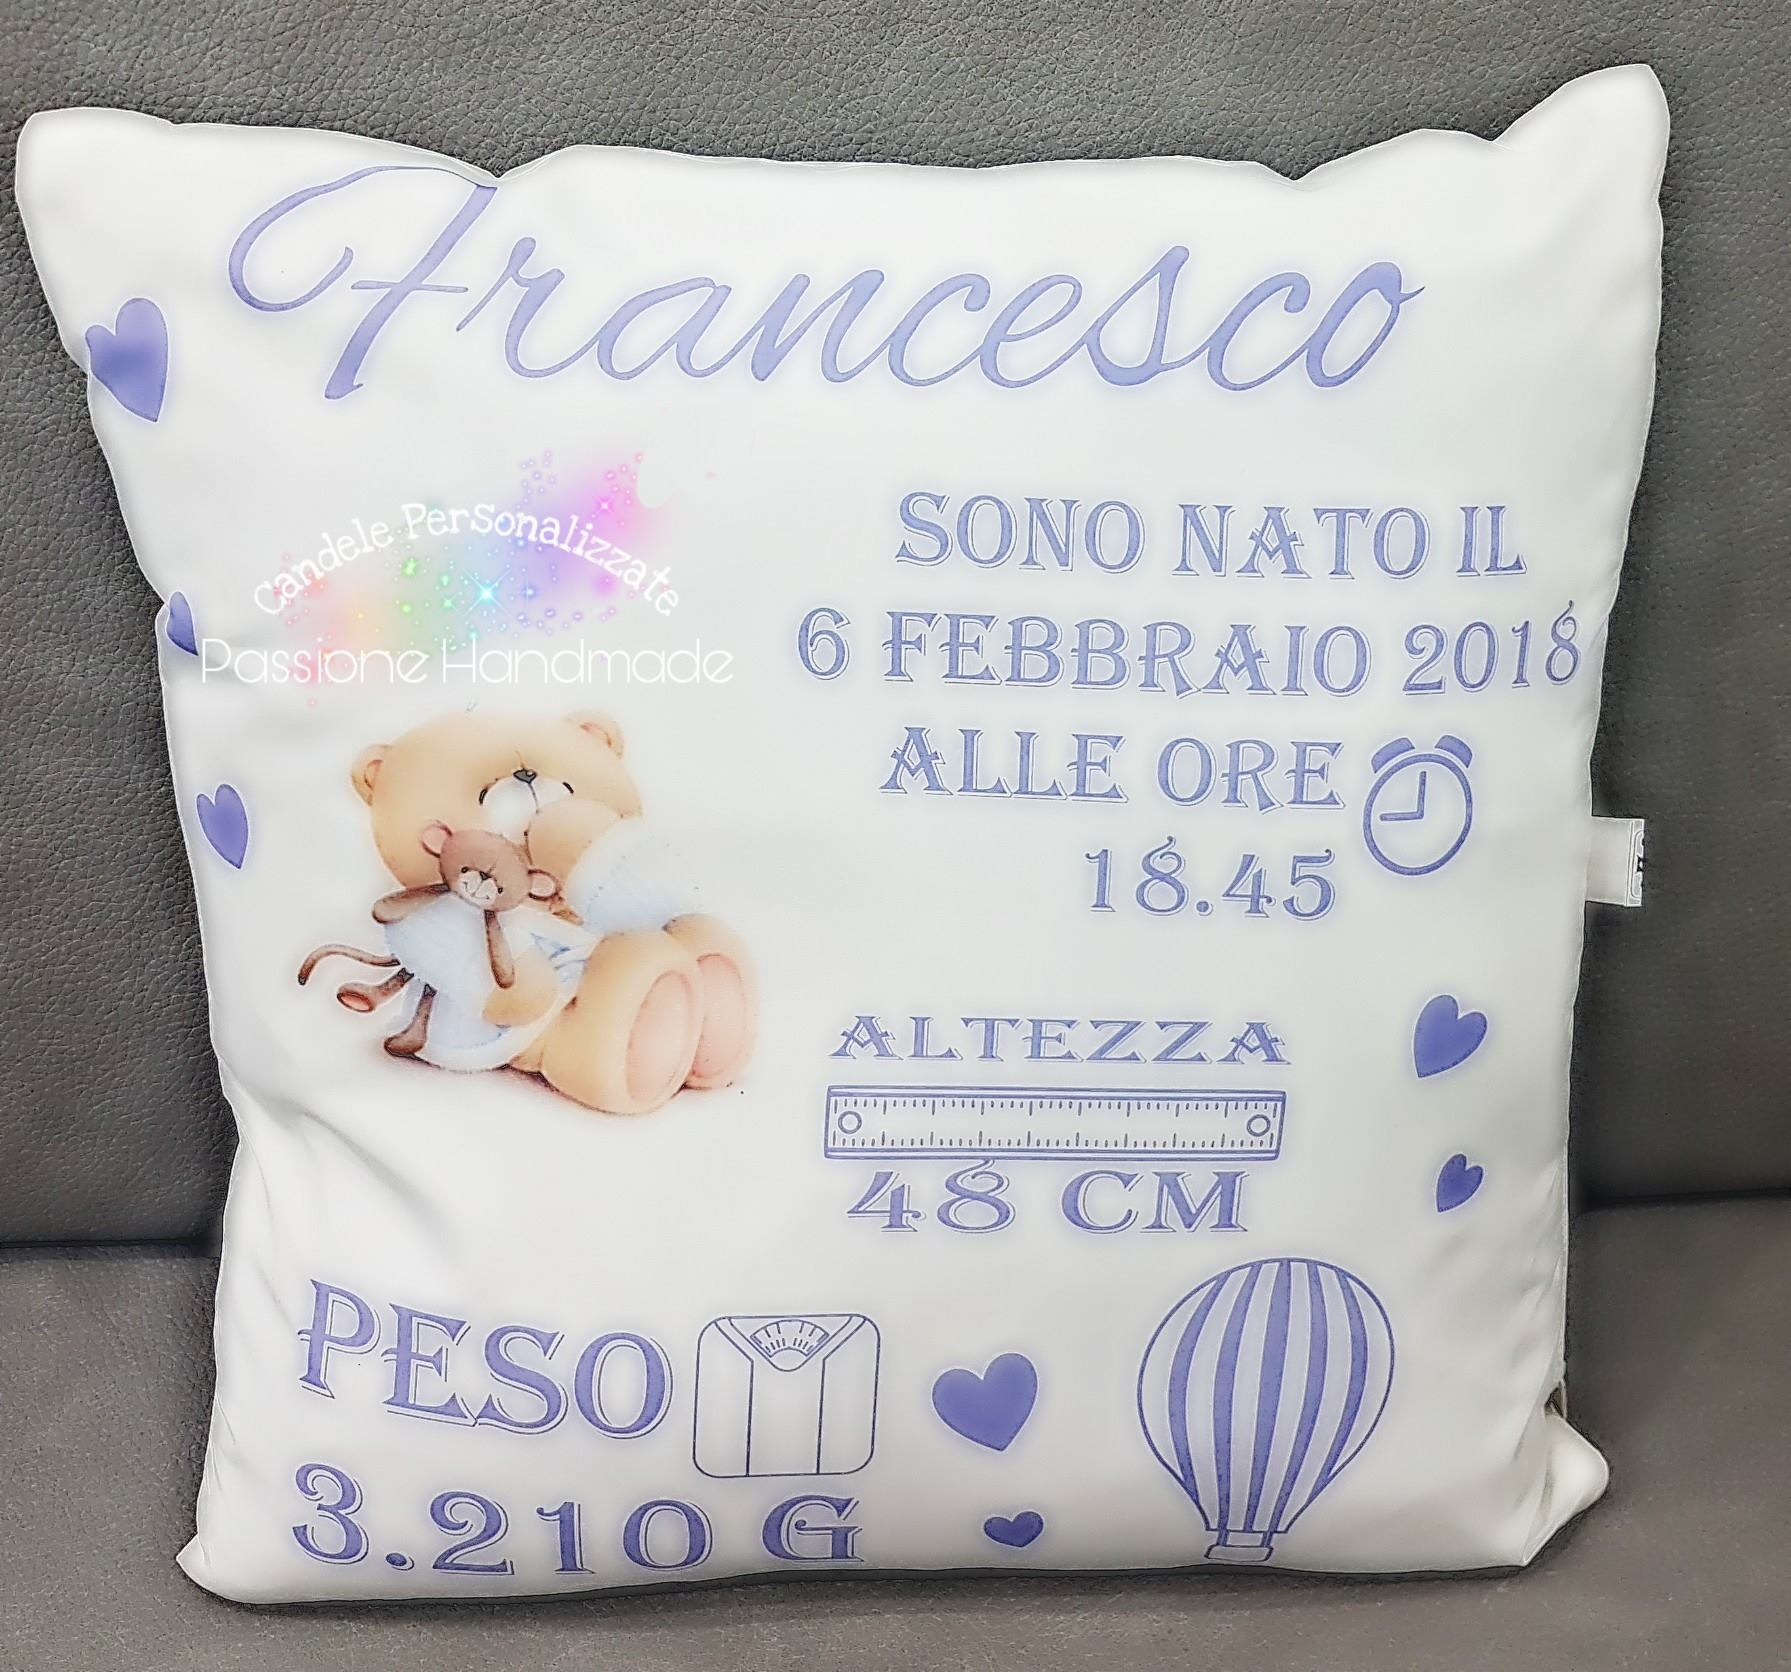 Francesco
Candele Personalizzate
Passione Handmade
SONO NATO IL
6 FEBBRAIO 2018
ALLE ORE
18.45
ALTEZZA
48 CM
PESO
3.210 G